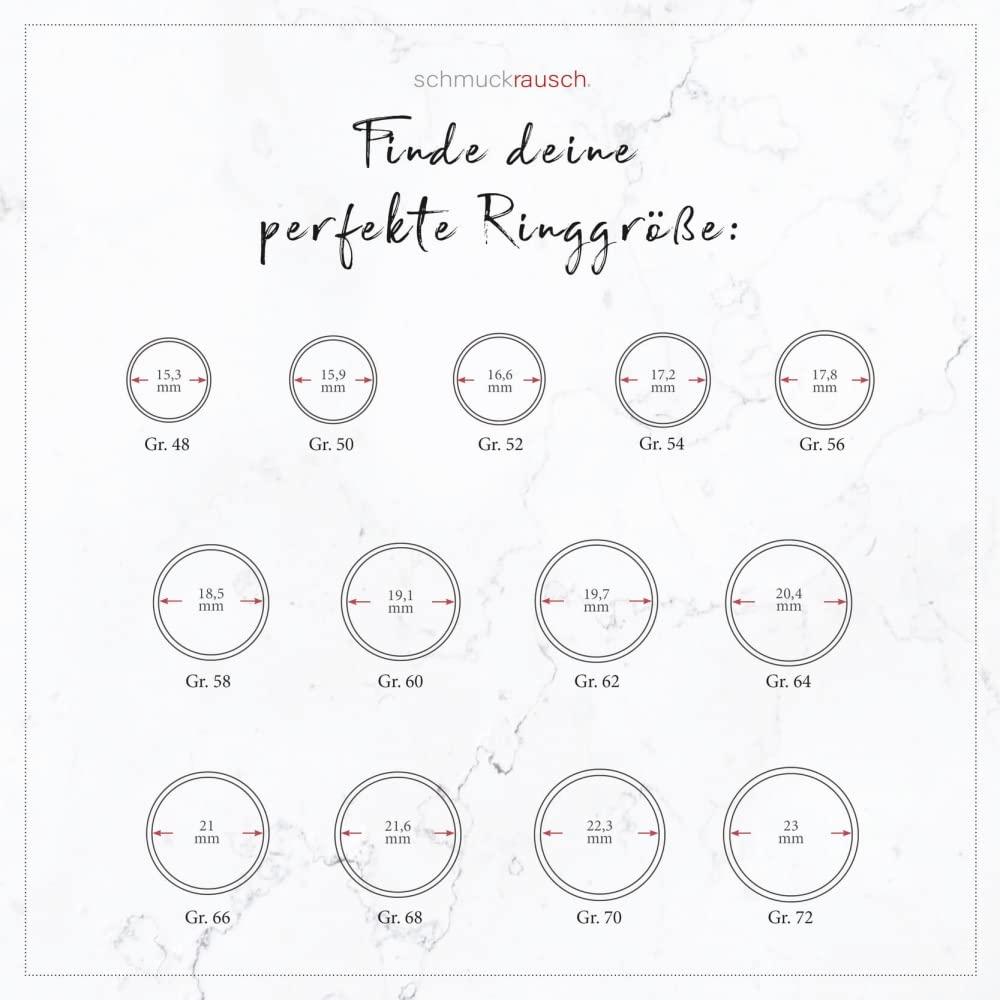 schmuckrausch.
Finde deine
perfekte Ringgröße:
15,3
mm
15,9
mm
16,6
mm
17,2
mm
17,8
mm
Gr. 48
Gr. 50
Gr. 52
Gr. 54
Gr. 56
18,5
mm
19,1
mm
19,7
mm
20,4
mm
Gr. 58
Gr. 60
Gr. 62
Gr. 64
21
mm
21,6
mm
22,3
mm
23
mm
Gr. 66
Gr. 68
Gr. 70
Gr. 72